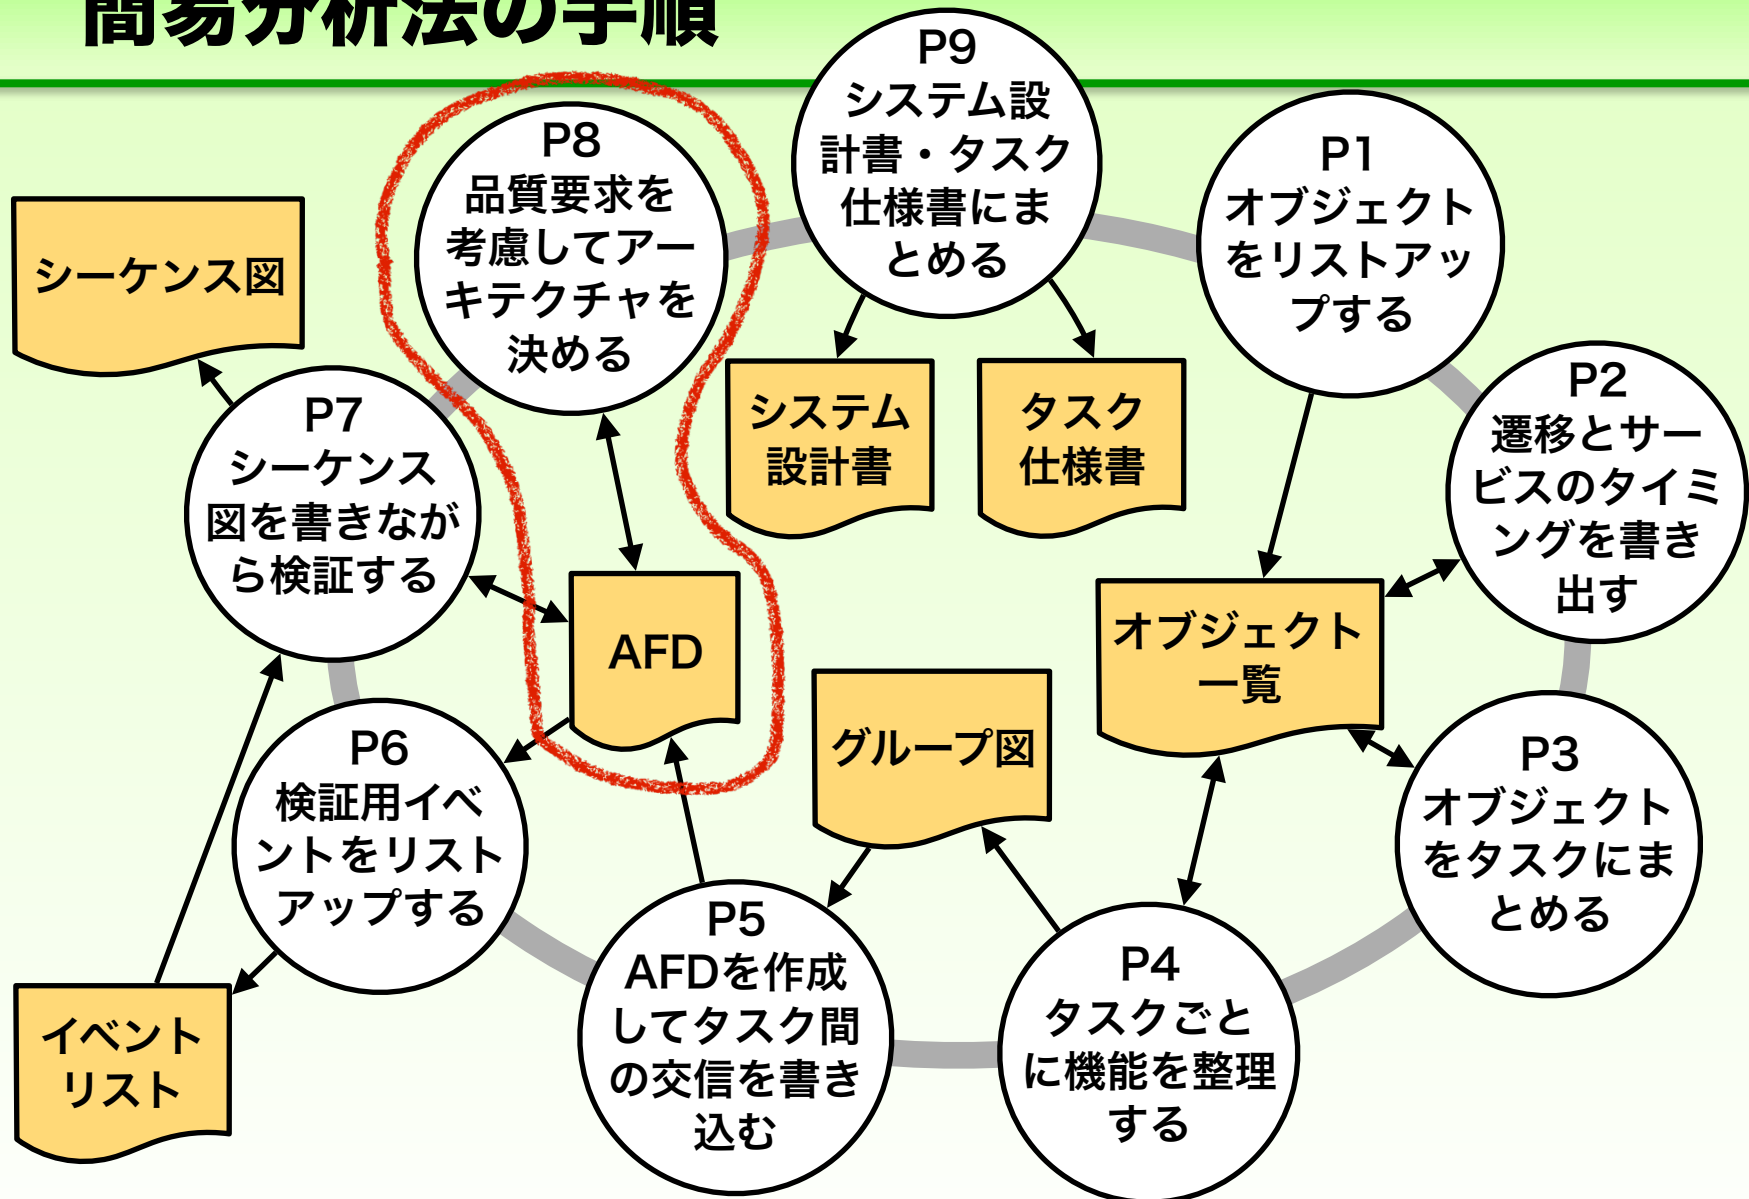 簡易分析法の手順
P9
システム設
計書・タスク
仕様書にま
とめる
P8
品質要求を
考慮してアー
キテクチャを
決める
P1
オブジェクト
をリストアッ
プする
シーケンス図
システム
設計書
タスク
仕様書
P2
遷移とサー
ビスのタイミ
ングを書き
出す
P7
シーケンス
図を書きなが
ら検証する
AFD
オブジェクト
一覧
グループ図
P6
検証用イベ
ントをリスト
アップする
P3
オブジェクト
をタスクにま
とめる
P5
AFDを作成
してタスク間
の交信を書き
込む
P4
タスクごと
に機能を整理
する
イベント
リスト